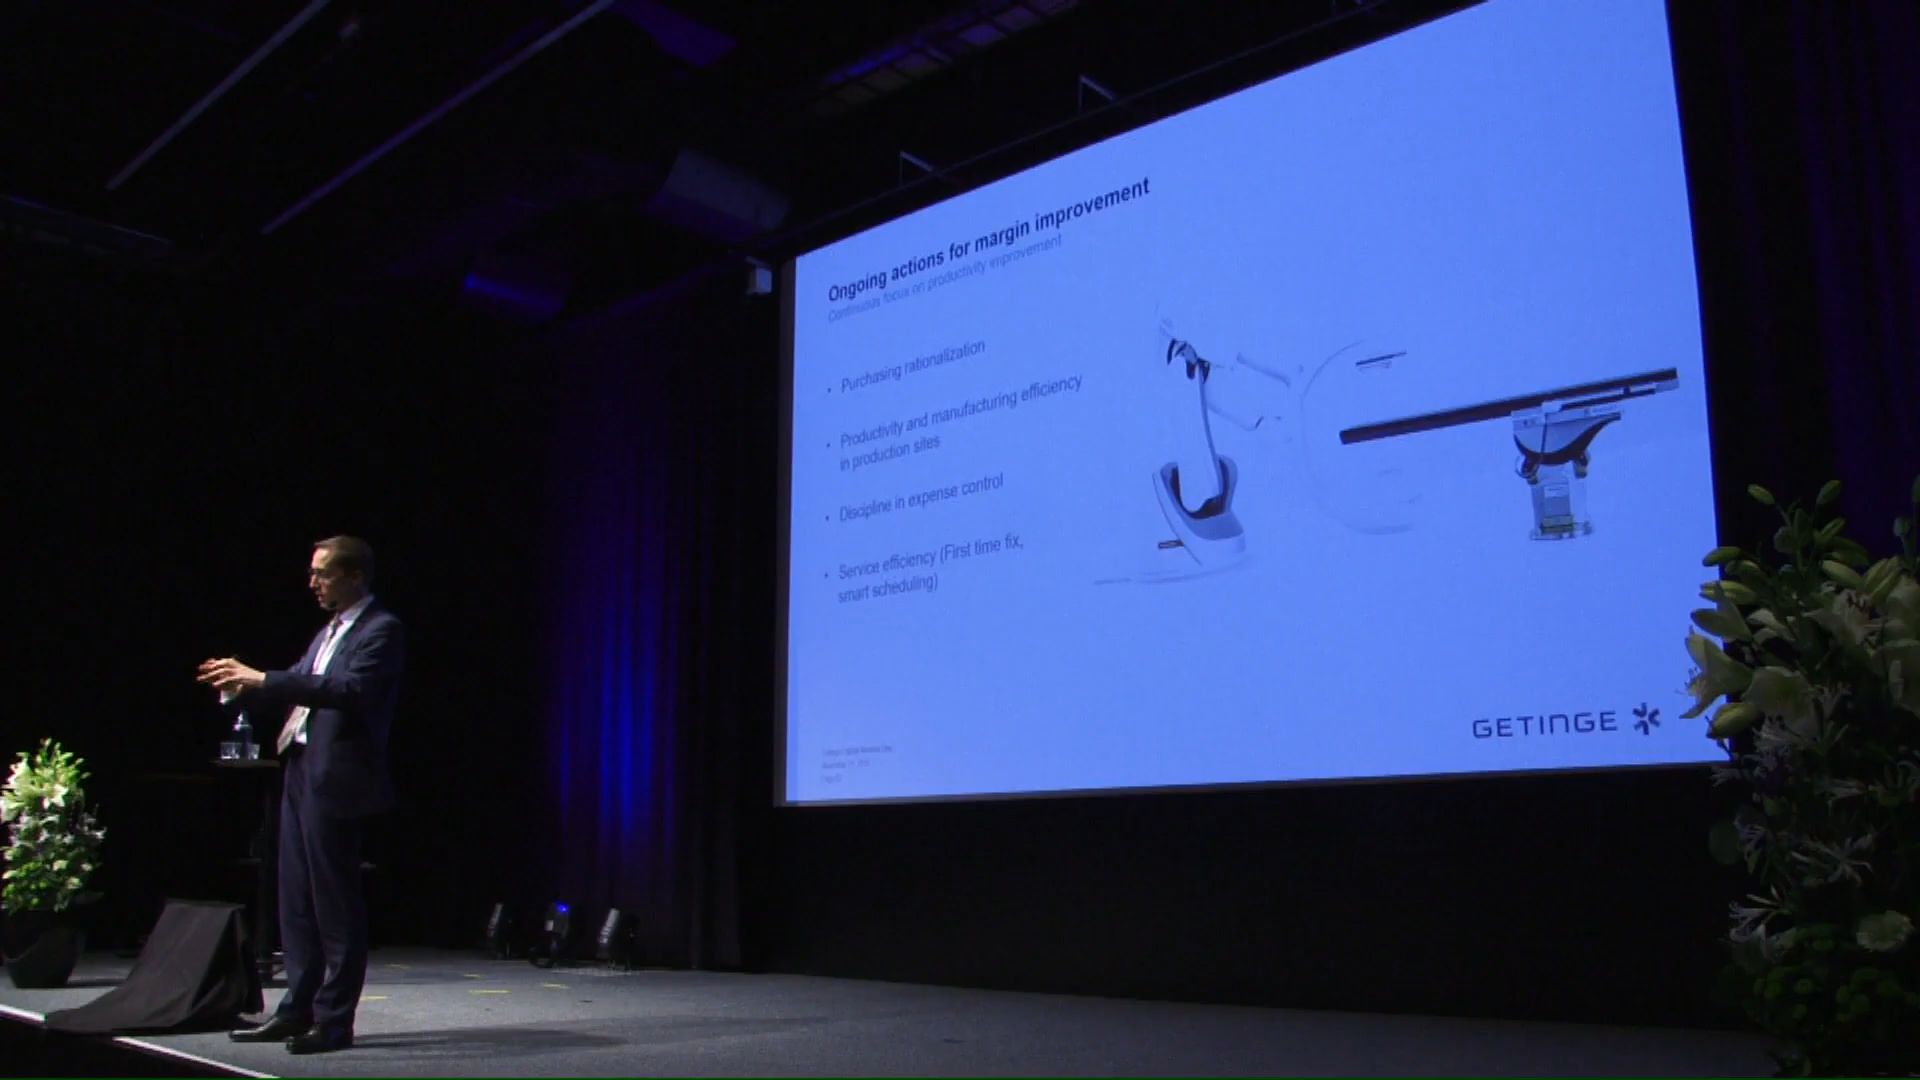 Ongoing actions for margin improvement
Continuous focus on productivity improvement
• Purchasing rationalization
• Productivity and manufacturing efficiency
in production sites
• Discipline in expense control
• Service efficiency (First time fix,
smart scheduling)
GETINGE